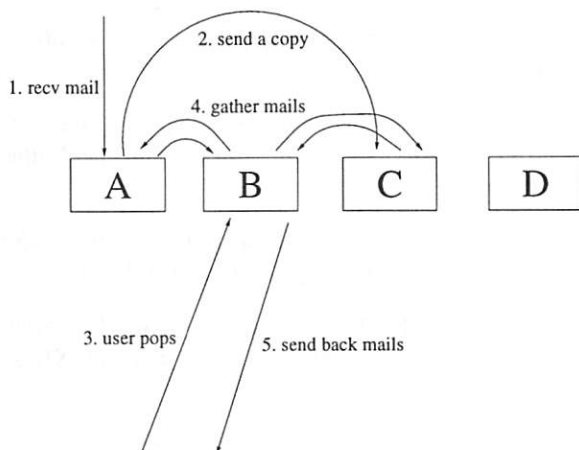 2. send a copy
1. recv mail
4. gather mails
A
B
C
D
3. user pops
5. send back mails